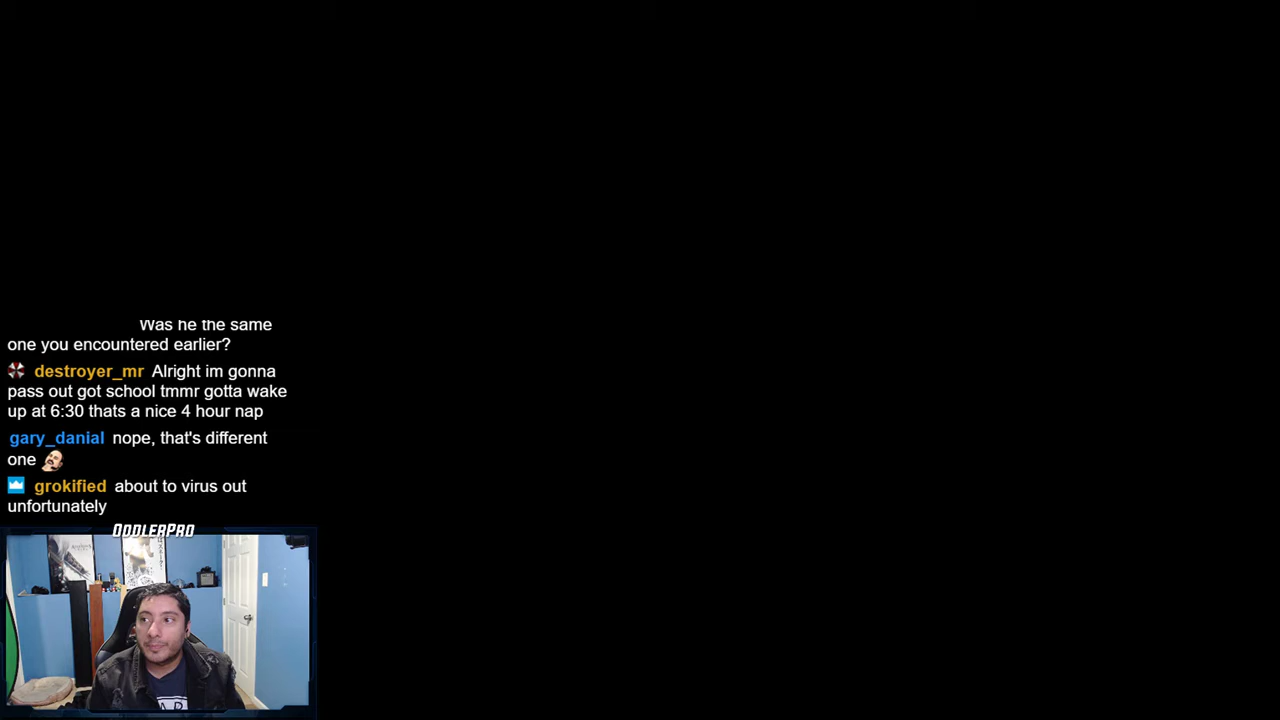 Was he the same
one you encountered earlier?
destroyer_mr Alright im gonna
pass out got school tmmr gotta wake
up at 6:30 thats a nice 4 hour nap
gary_danial nope, that's different
one
grokified about to virus out
unfortunately
ODDLERPRO